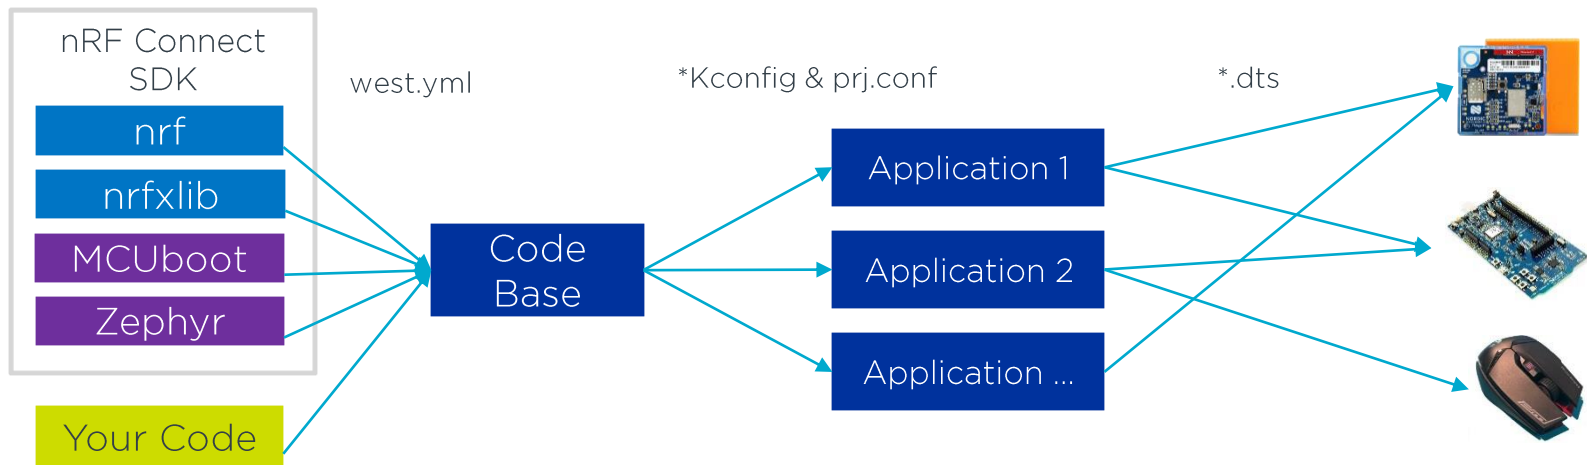 nRF Connect
SDK
nrf
nrfxlib
MCUboot
Zephyr
Your Code
west.yml
Code
Base
*Kconfig & prj.conf
Application 1
Application 2
Application ...
*.dts